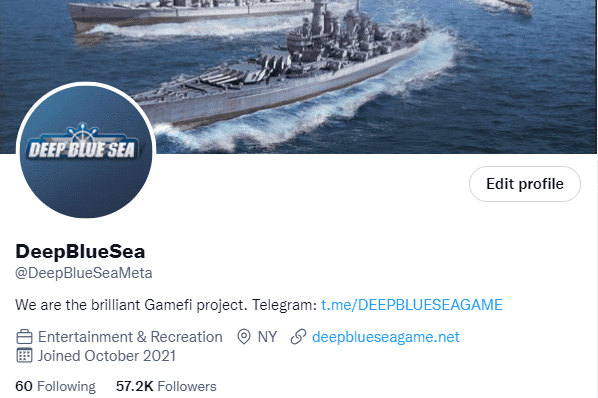 DEEP BLUE SEA
Edit profile
DeepBlueSea
@DeepBlueSeaMeta
We are the brilliant Gamefi project. Telegram: t.me/DEEPBLUESEAGAME
Entertainment & Recreation NY deepblueseagame.net
Joined October 2021
60 Following 57.2K Followers